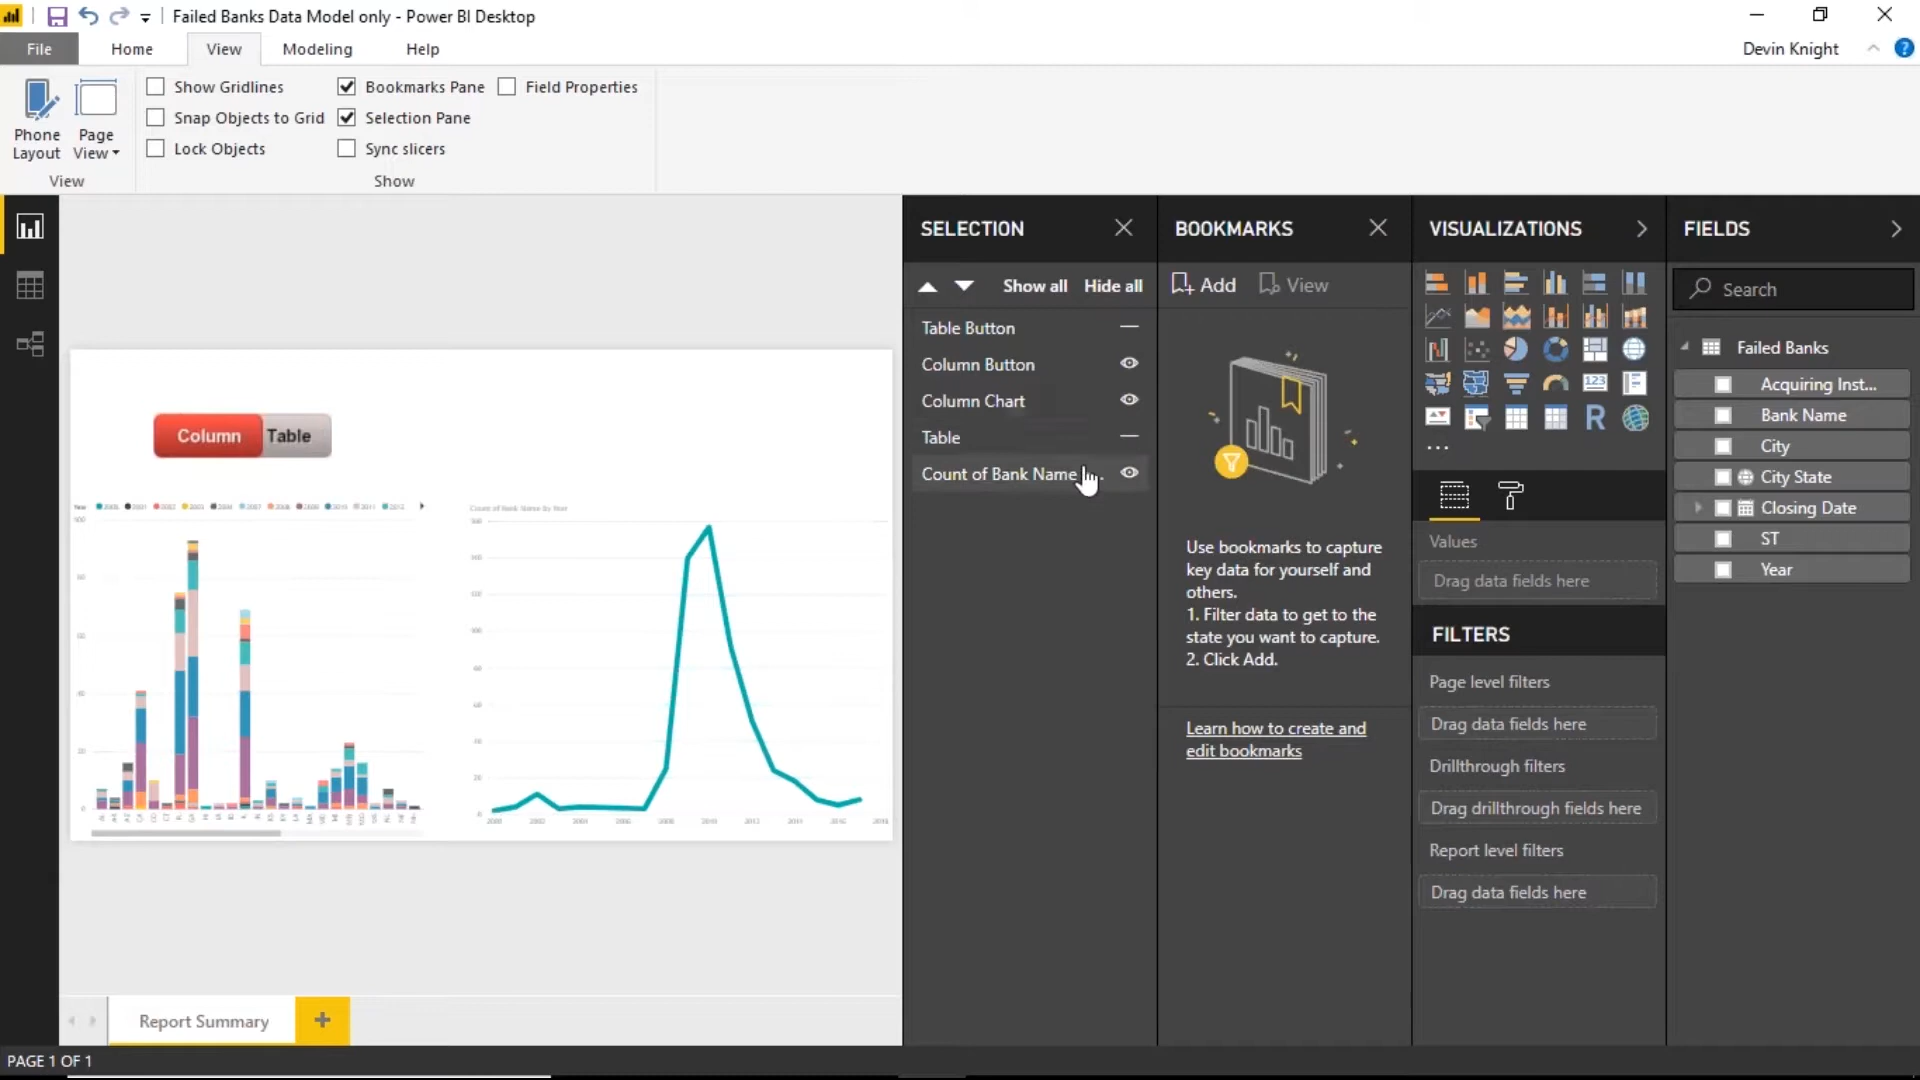 Failed Banks Data Model only - Power BI Desktop
File Home View Modeling Help Devin Knight ?
Show Gridlines Bookmarks Pane Field Properties
Snap Objects to Grid Selection Pane
Lock Objects Sync slicers
Phone Layout
Page View
View Show
SELECTION
Show all Hide all
Table Button
Column Button
Column Chart
Table
Count of Bank Name
BOOKMARKS
Add View
Use bookmarks to capture
key data for yourself and
others.
1. Filter data to get to the
state you want to capture.
2. Click Add.
Learn how to create and
edit bookmarks
VISUALIZATIONS
123
R
...
Values
Drag data fields here
FILTERS
Page level filters
Drag data fields here
Drillthrough filters
Drag drillthrough fields here
Report level filters
Drag data fields here
FIELDS
Search
Failed Banks
Acquiring Inst...
Bank Name
City
City State
Closing Date
ST
Year
Column Table
Count of Bank Name by Year
Report Summary +
PAGE 1 OF 1